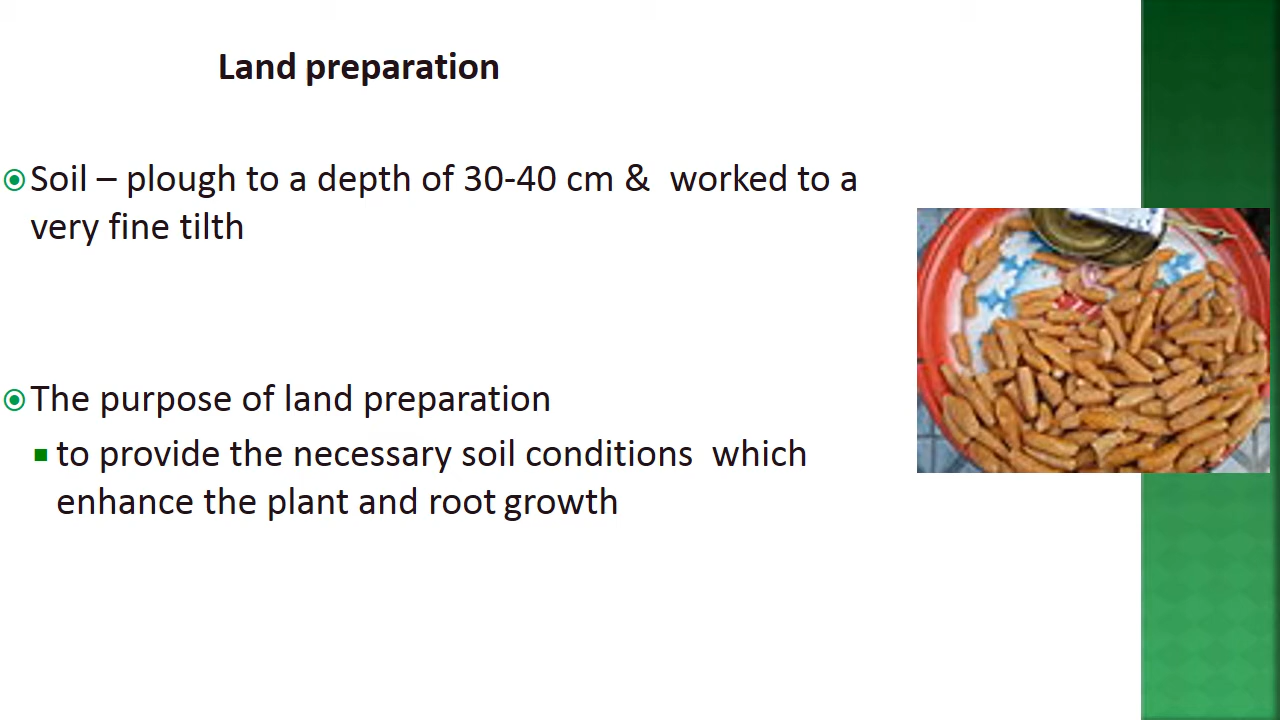 Land preparation
Soil – plough to a depth of 30-40 cm & worked to a
very fine tilth
The purpose of land preparation
to provide the necessary soil conditions which
enhance the plant and root growth